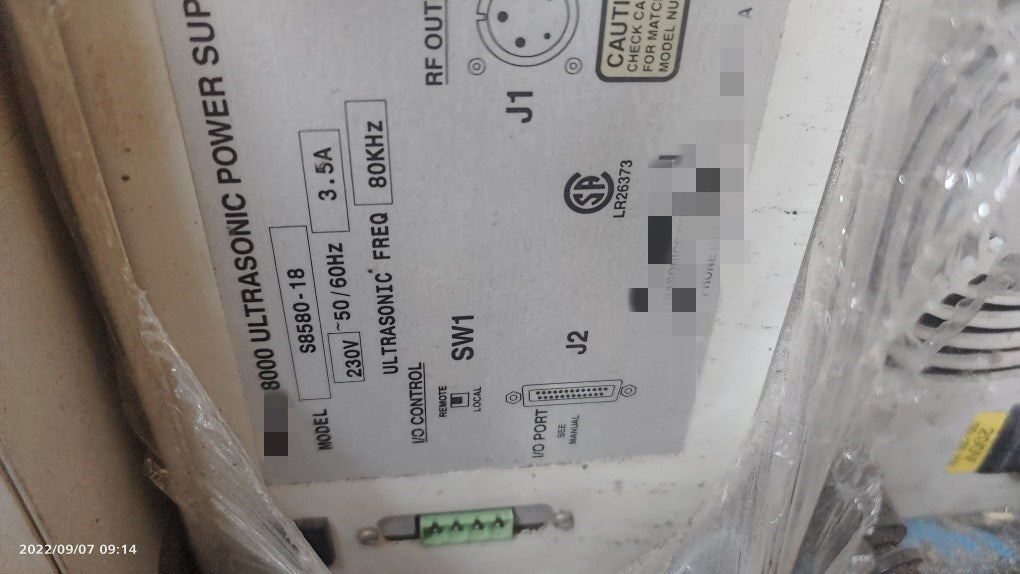 8000 ULTRASONIC POWER SUP
MODEL S8580-18
230V ~50/60Hz 3.5A
ULTRASONIC FREQ 80KHz
I/O CONTROL
REMOTE
LOCAL
SW1
I/O PORT
SEE
MANUAL
J2
RF OUT
J1
CAUTI
CHECK CA
FOR MATC
MODEL NU
SA
LR26373
A
2022/09/07 09:14